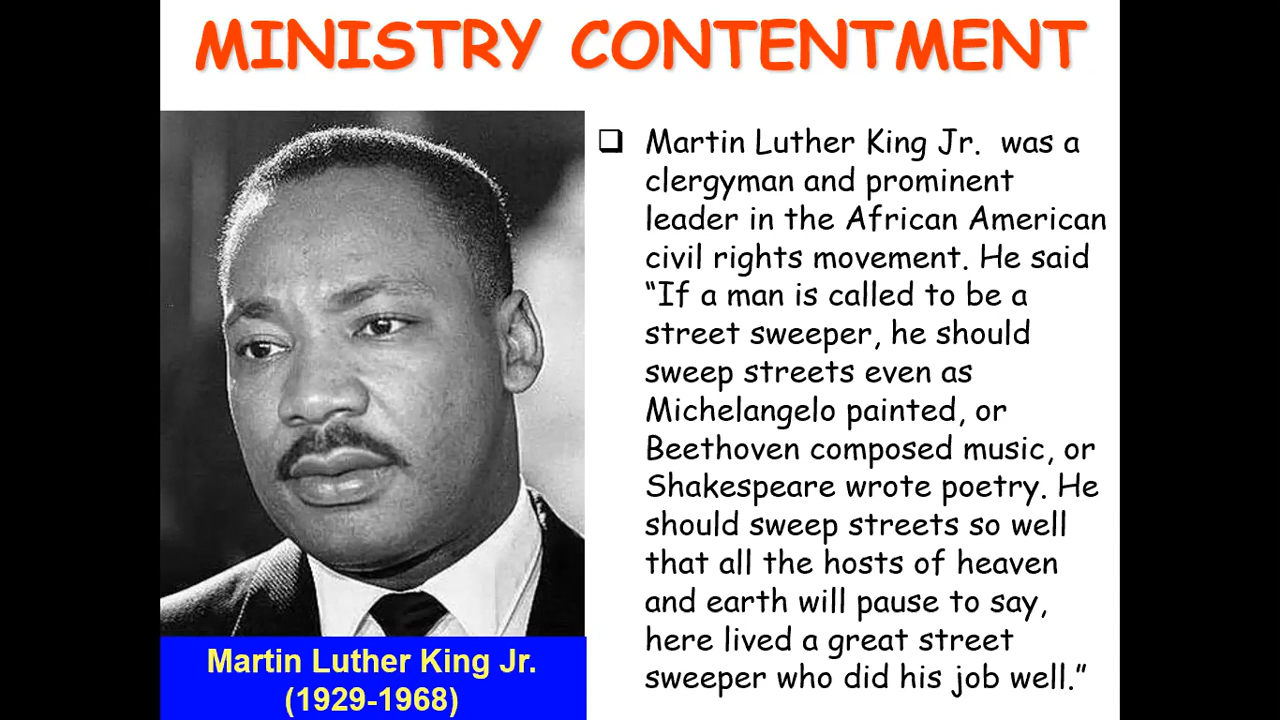 MINISTRY CONTENTMENT
Martin Luther King Jr. was a
clergyman and prominent
leader in the African American
civil rights movement. He said
“If a man is called to be a
street sweeper, he should
sweep streets even as
Michelangelo painted, or
Beethoven composed music, or
Shakespeare wrote poetry. He
should sweep streets so well
that all the hosts of heaven
and earth will pause to say,
here lived a great street
sweeper who did his job well.”
Martin Luther King Jr.
(1929-1968)